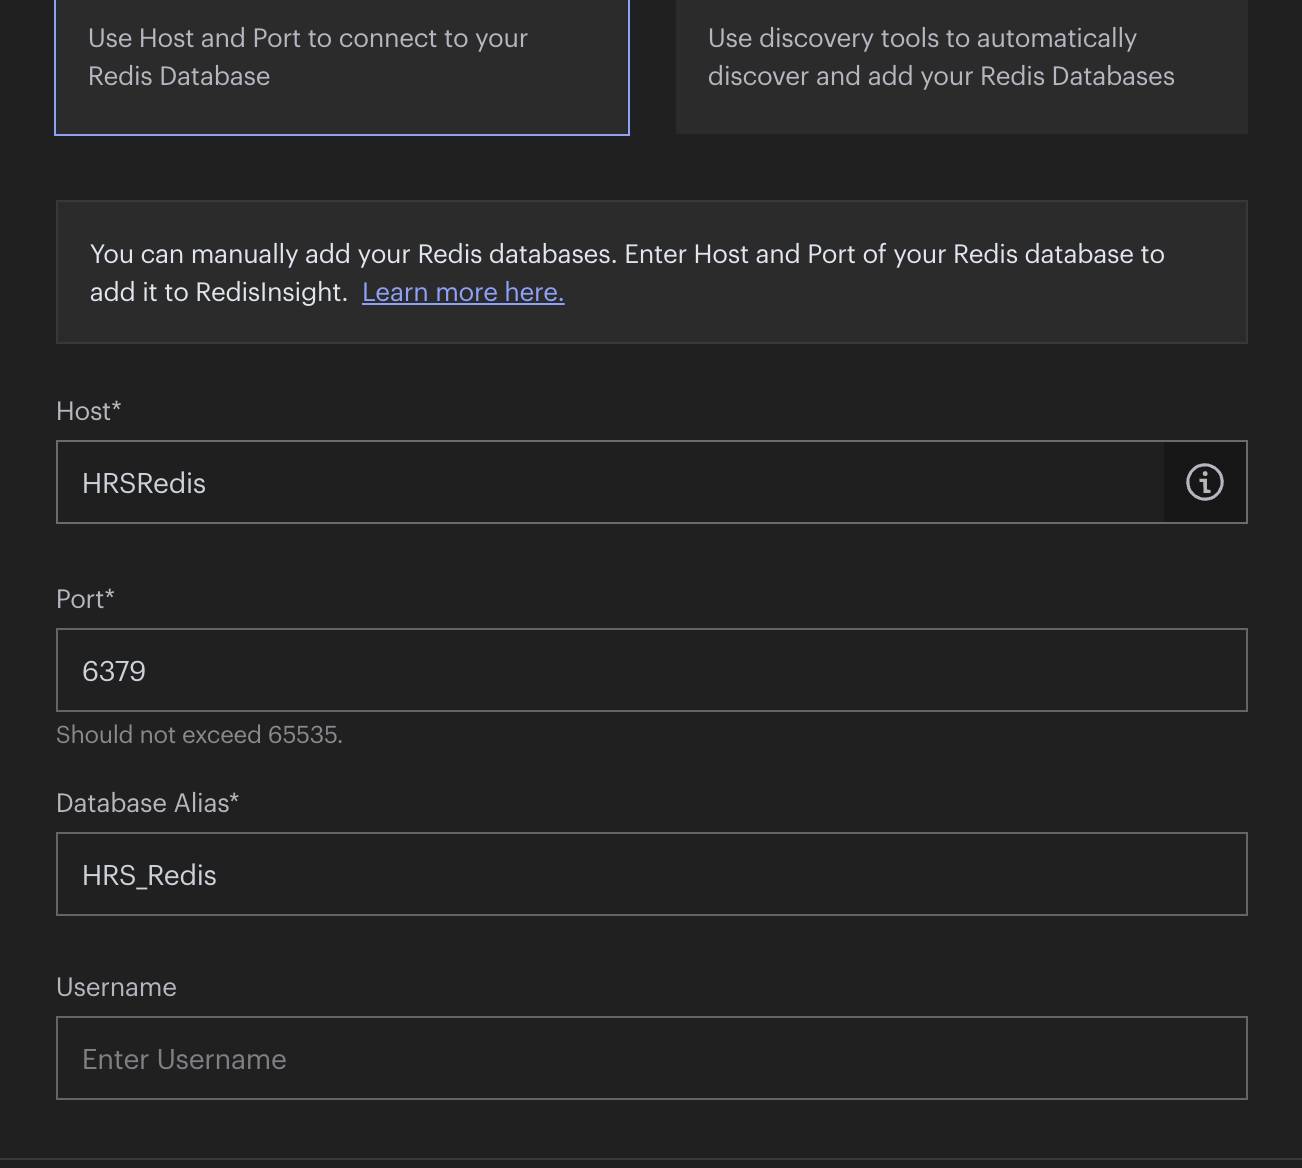 Use Host and Port to connect to your
Redis Database
Use discovery tools to automatically
discover and add your Redis Databases
You can manually add your Redis databases. Enter Host and Port of your Redis database to
add it to RedisInsight. Learn more here.
Host*
HRSRedis
Port*
6379
Should not exceed 65535.
Database Alias*
HRS_Redis
Username
Enter Username